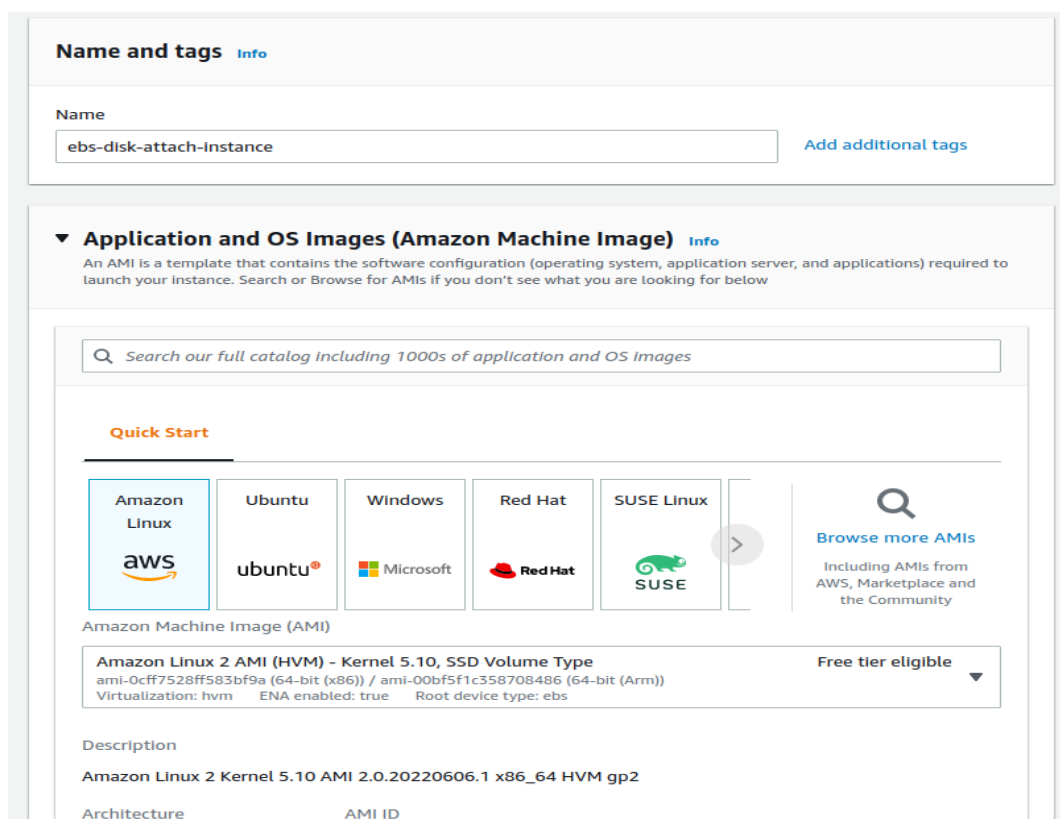 Name and tags Info
Name
ebs-disk-attach-instance
Add additional tags
Application and OS Images (Amazon Machine Image) Info
An AMI is a template that contains the software configuration (operating system, application server, and applications) required to
launch your instance. Search or Browse for AMIs if you don't see what you are looking for below
Search our full catalog including 1000s of application and OS images
Quick Start
Amazon
Linux
aws
Ubuntu
ubuntu
Windows
Microsoft
Red Hat
Red Hat
SUSE Linux
SUSE
Browse more AMIs
Including AMIs from
AWS, Marketplace and
the Community
Amazon Machine Image (AMI)
Amazon Linux 2 AMI (HVM) - Kernel 5.10, SSD Volume Type
Free tier eligible
ami-0cff7528ff583bf9a (64-bit (x86)) / ami-00bf5f1c358708486 (64-bit (Arm))
Virtualization: hvm ENA enabled: true Root device type: ebs
Description
Amazon Linux 2 Kernel 5.10 AMI 2.0.20220606.1 x86_64 HVM gp2
Architecture
AMI ID